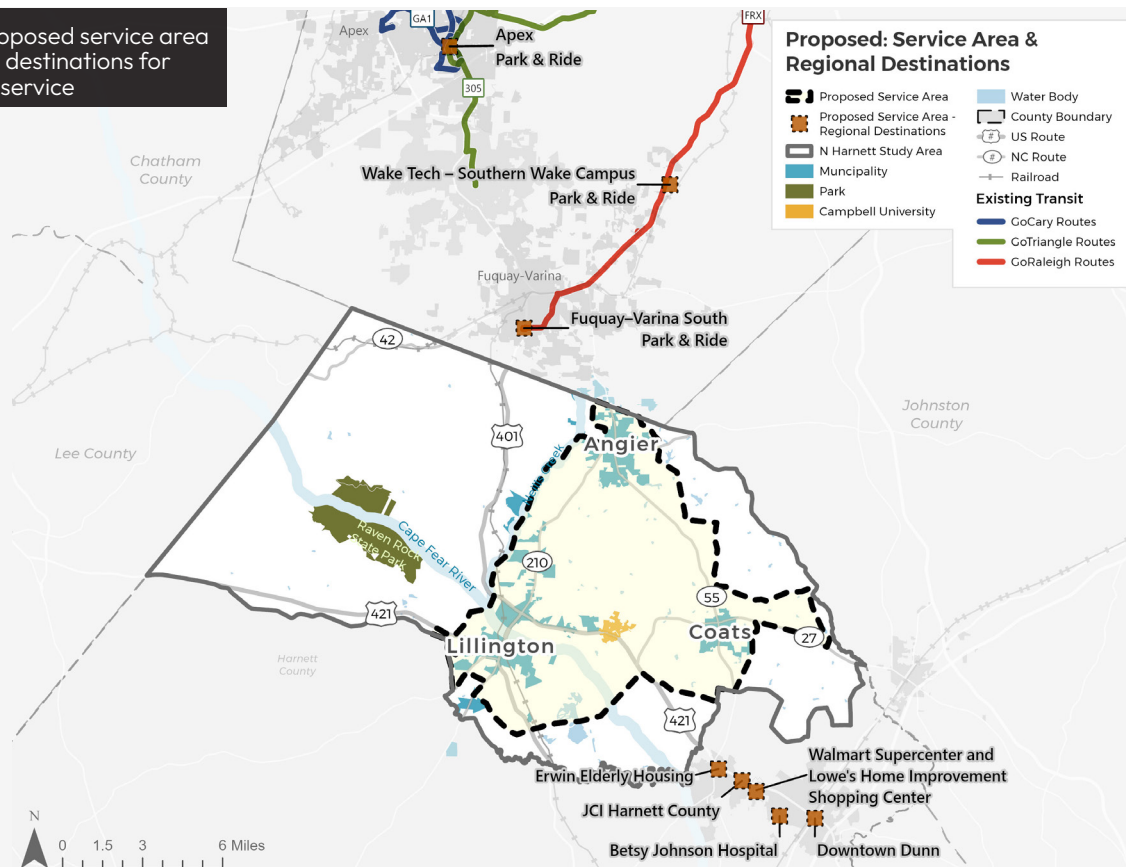 oposed service area
destinations for
service
GA1
FRX
Apex
Apex
Park & Ride
305
Proposed: Service Area &
Regional Destinations
Proposed Service Area
Proposed Service Area -
Regional Destinations
N Harnett Study Area
Muncipality
Park
Campbell University
Water Body
County Boundary
# US Route
# NC Route
Railroad
Existing Transit
GoCary Routes
GoTriangle Routes
GoRaleigh Routes
Chatham
County
Wake Tech – Southern Wake Campus
Park & Ride
Fuquay-Varina
Fuquay–Varina South
Park & Ride
42
401
Johnston
County
Lee County
Angier
Creek
Raven Rock
State Park
Cape Fear River
210
55
421
Lillington
Coats
27
Harnett
County
421
Erwin Elderly Housing
JCI Harnett County
Walmart Supercenter and
Lowe's Home Improvement
Shopping Center
Betsy Johnson Hospital
Downtown Dunn
N
0 1.5 3 6 Miles